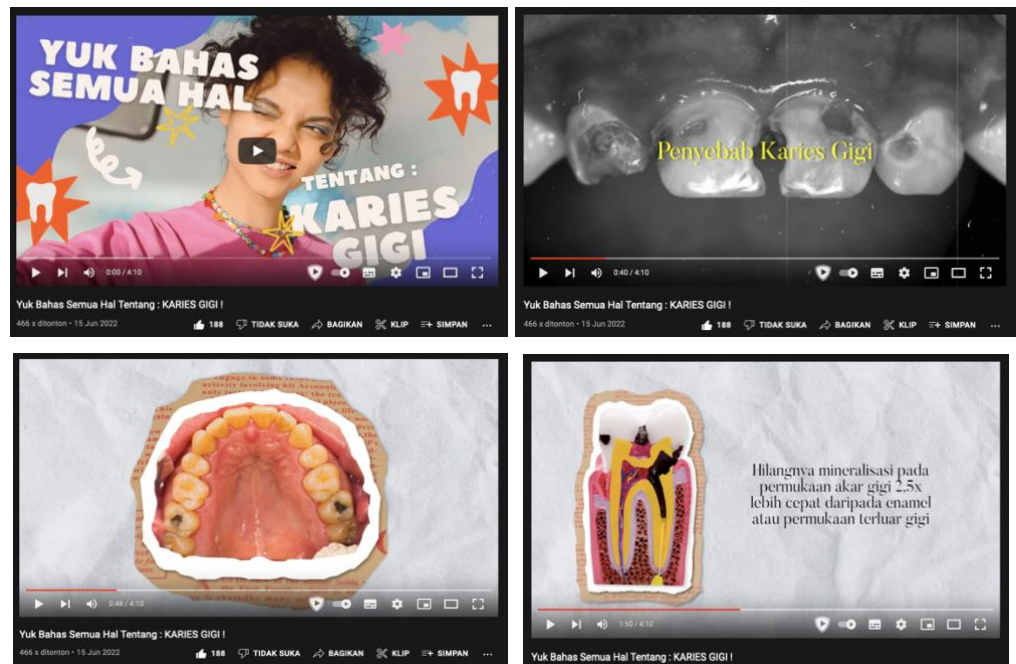 YUK BAHAS
SEMUA HAL
TENTANG :
KARIES
GIGI
0:00 / 4:10
Yuk Bahas Semua Hal Tentang : KARIES GIGI !
466 x ditonton • 15 Jun 2022
188
TIDAK SUKA
BAGIKAN
KLIP
SIMPAN
Penyebab Karies Gigi
0:40 / 4:10
Yuk Bahas Semua Hal Tentang : KARIES GIGI !
466 x ditonton • 15 Jun 2022
188
TIDAK SUKA
BAGIKAN
KLIP
SIMPAN
0:48 / 4:10
Yuk Bahas Semua Hal Tentang : KARIES GIGI !
466 x ditonton • 15 Jun 2022
188
TIDAK SUKA
BAGIKAN
KLIP
SIMPAN
Hilangnya mineralisasi pada
permukaan akar gigi 2,5x
lebih cepat daripada enamel
atau permukaan terluar gigi
1:50 / 4:10
Yuk Bahas Semua Hal Tentang : KARIES GIGI !